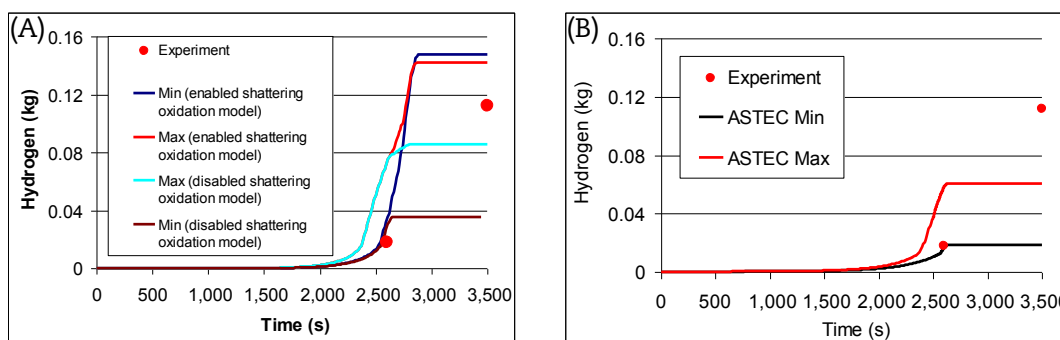 (A)
0.16
0.12
0.08
0.04
0
Hydrogen (kg)
Experiment
Min (enabled shattering
oxidation model)
Max (enabled shattering
oxidation model)
Max (disabled shattering
oxidation model)
Min (disabled shattering
oxidation model)
0 500 1,000 1,500 2,000 2,500 3,000 3,500
Time (s)
(B)
0.16
0.12
0.08
0.04
0
Hydrogen (kg)
Experiment
ASTEC Min
ASTEC Max
0 500 1,000 1,500 2,000 2,500 3,000 3,500
Time (s)